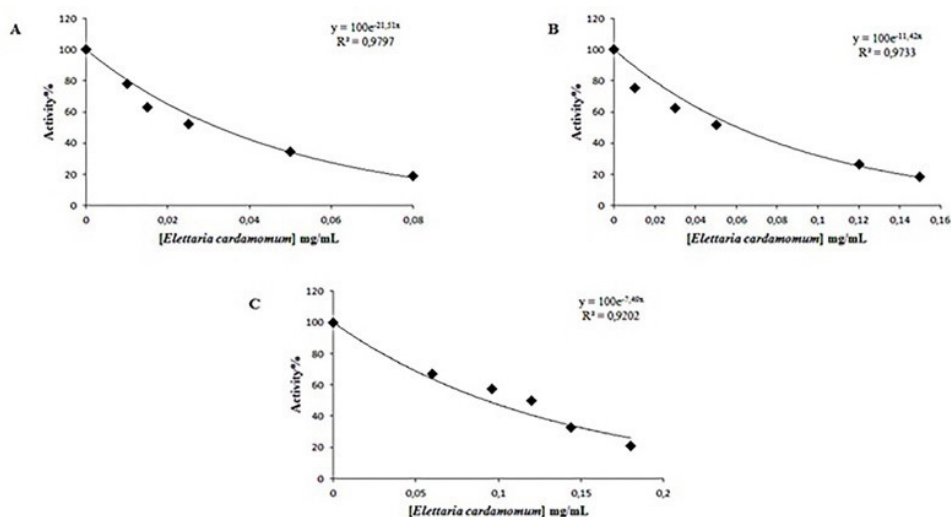 A
y = 100e-21,51x
R² = 0,9797
120
100
80
60
40
20
0
Activity%
0 0,02 0,04 0,06 0,08
[Elettaria cardamomum] mg/mL
B
y = 100e-11,42x
R² = 0,9733
120
100
80
60
40
20
0
Activity%
0 0,02 0,04 0,06 0,08 0,1 0,12 0,14 0,16
[Elettaria cardamomum] mg/mL
C
y = 100e-7,49x
R² = 0,9202
120
100
80
60
40
20
0
Activity%
0 0,05 0,1 0,15 0,2
[Elettaria cardamomum] mg/mL